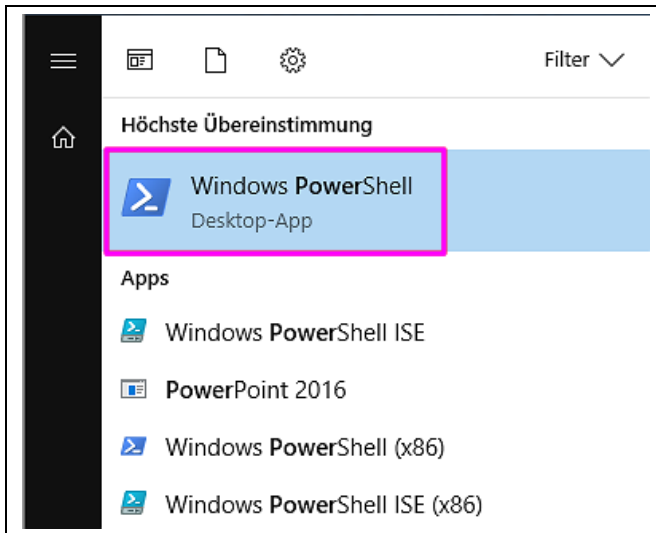 Filter
Höchste Übereinstimmung
Windows PowerShell
Desktop-App
Apps
Windows PowerShell ISE
PowerPoint 2016
Windows PowerShell (x86)
Windows PowerShell ISE (x86)